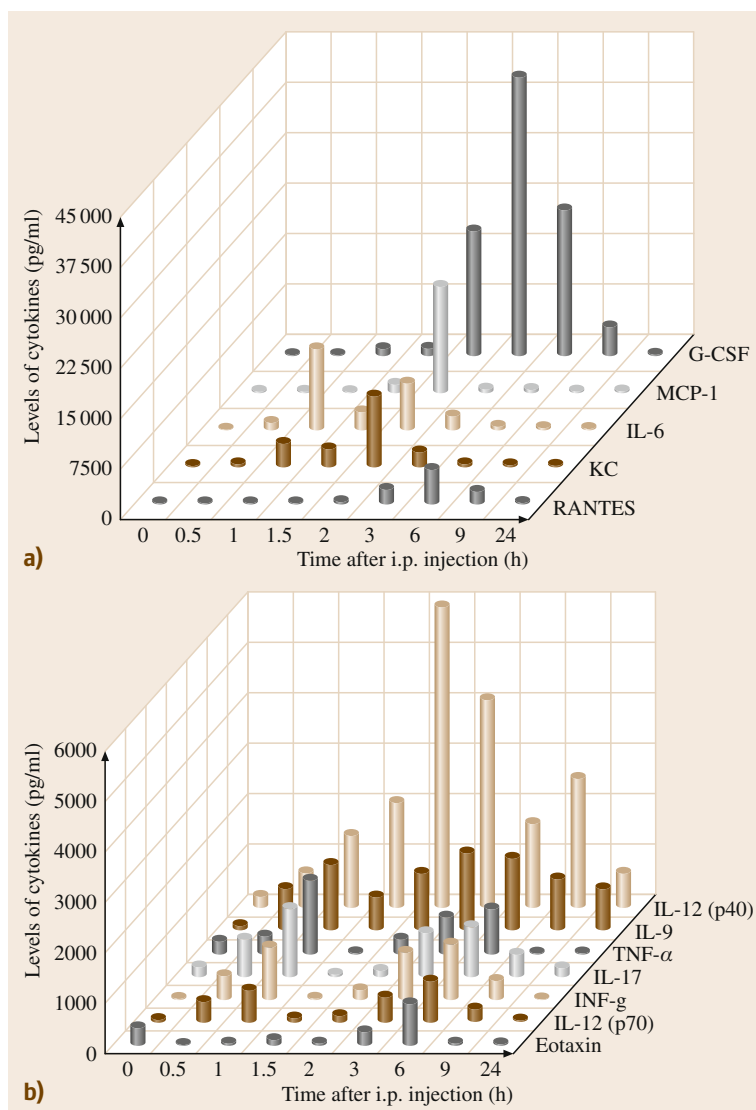 Levels of cytokines (pg/ml)
45 000
37 500
30 000
22 500
15 000
7500
0
G-CSF
MCP-1
IL-6
KC
RANTES
0 0.5 1 1.5 2 3 6 9 24
a) Time after i.p. injection (h)
Levels of cytokines (pg/ml)
6000
5000
4000
3000
2000
1000
0
IL-12 (p40)
IL-9
TNF-α
IL-17
INF-g
IL-12 (p70)
Eotaxin
0 0.5 1 1.5 2 3 6 9 24
b) Time after i.p. injection (h)